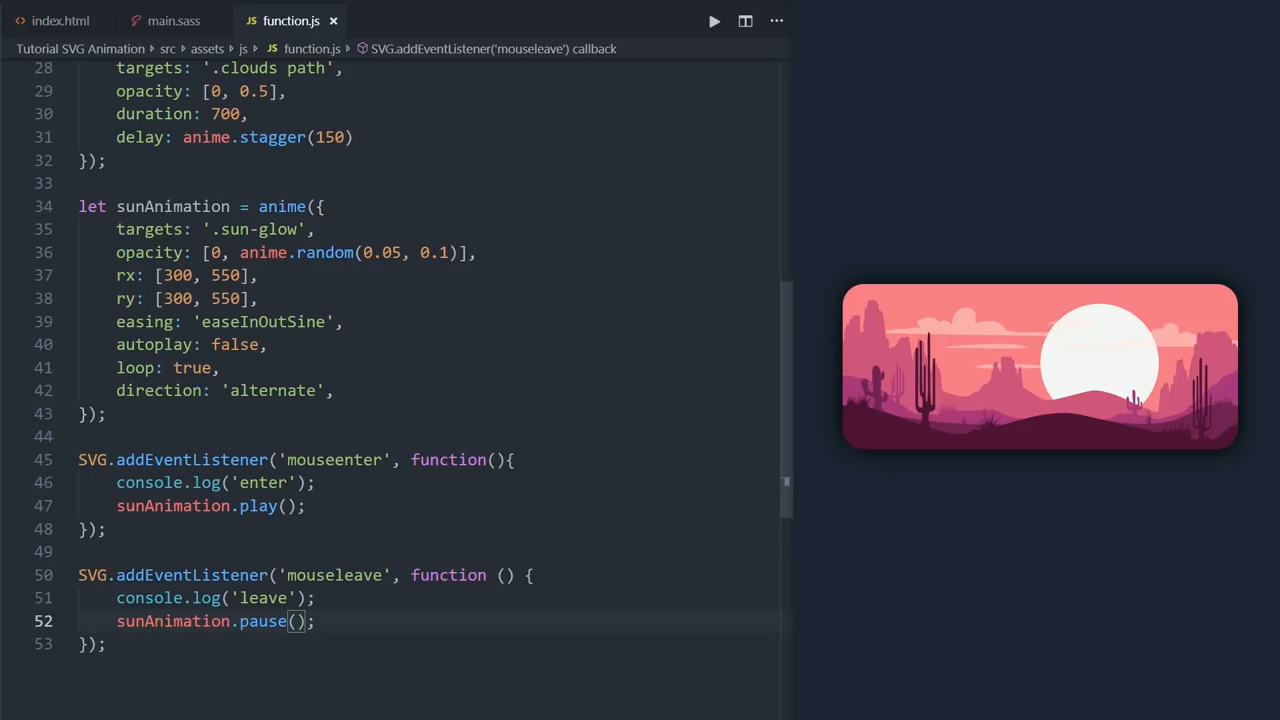 index.html main.sass JS function.js ×
Tutorial SVG Animation > src > assets > js > JS function.js > SVG.addEventListener('mouseleave') callback
28 targets: '.clouds path',
29 opacity: [0, 0.5],
30 duration: 700,
31 delay: anime.stagger(150)
32 });
33
34 let sunAnimation = anime({
35 targets: '.sun-glow',
36 opacity: [0, anime.random(0.05, 0.1)],
37 rx: [300, 550],
38 ry: [300, 550],
39 easing: 'easeInOutSine',
40 autoplay: false,
41 loop: true,
42 direction: 'alternate',
43 });
44
45 SVG.addEventListener('mouseenter', function(){
46 console.log('enter');
47 sunAnimation.play();
48 });
49
50 SVG.addEventListener('mouseleave', function () {
51 console.log('leave');
52 sunAnimation.pause();
53 });